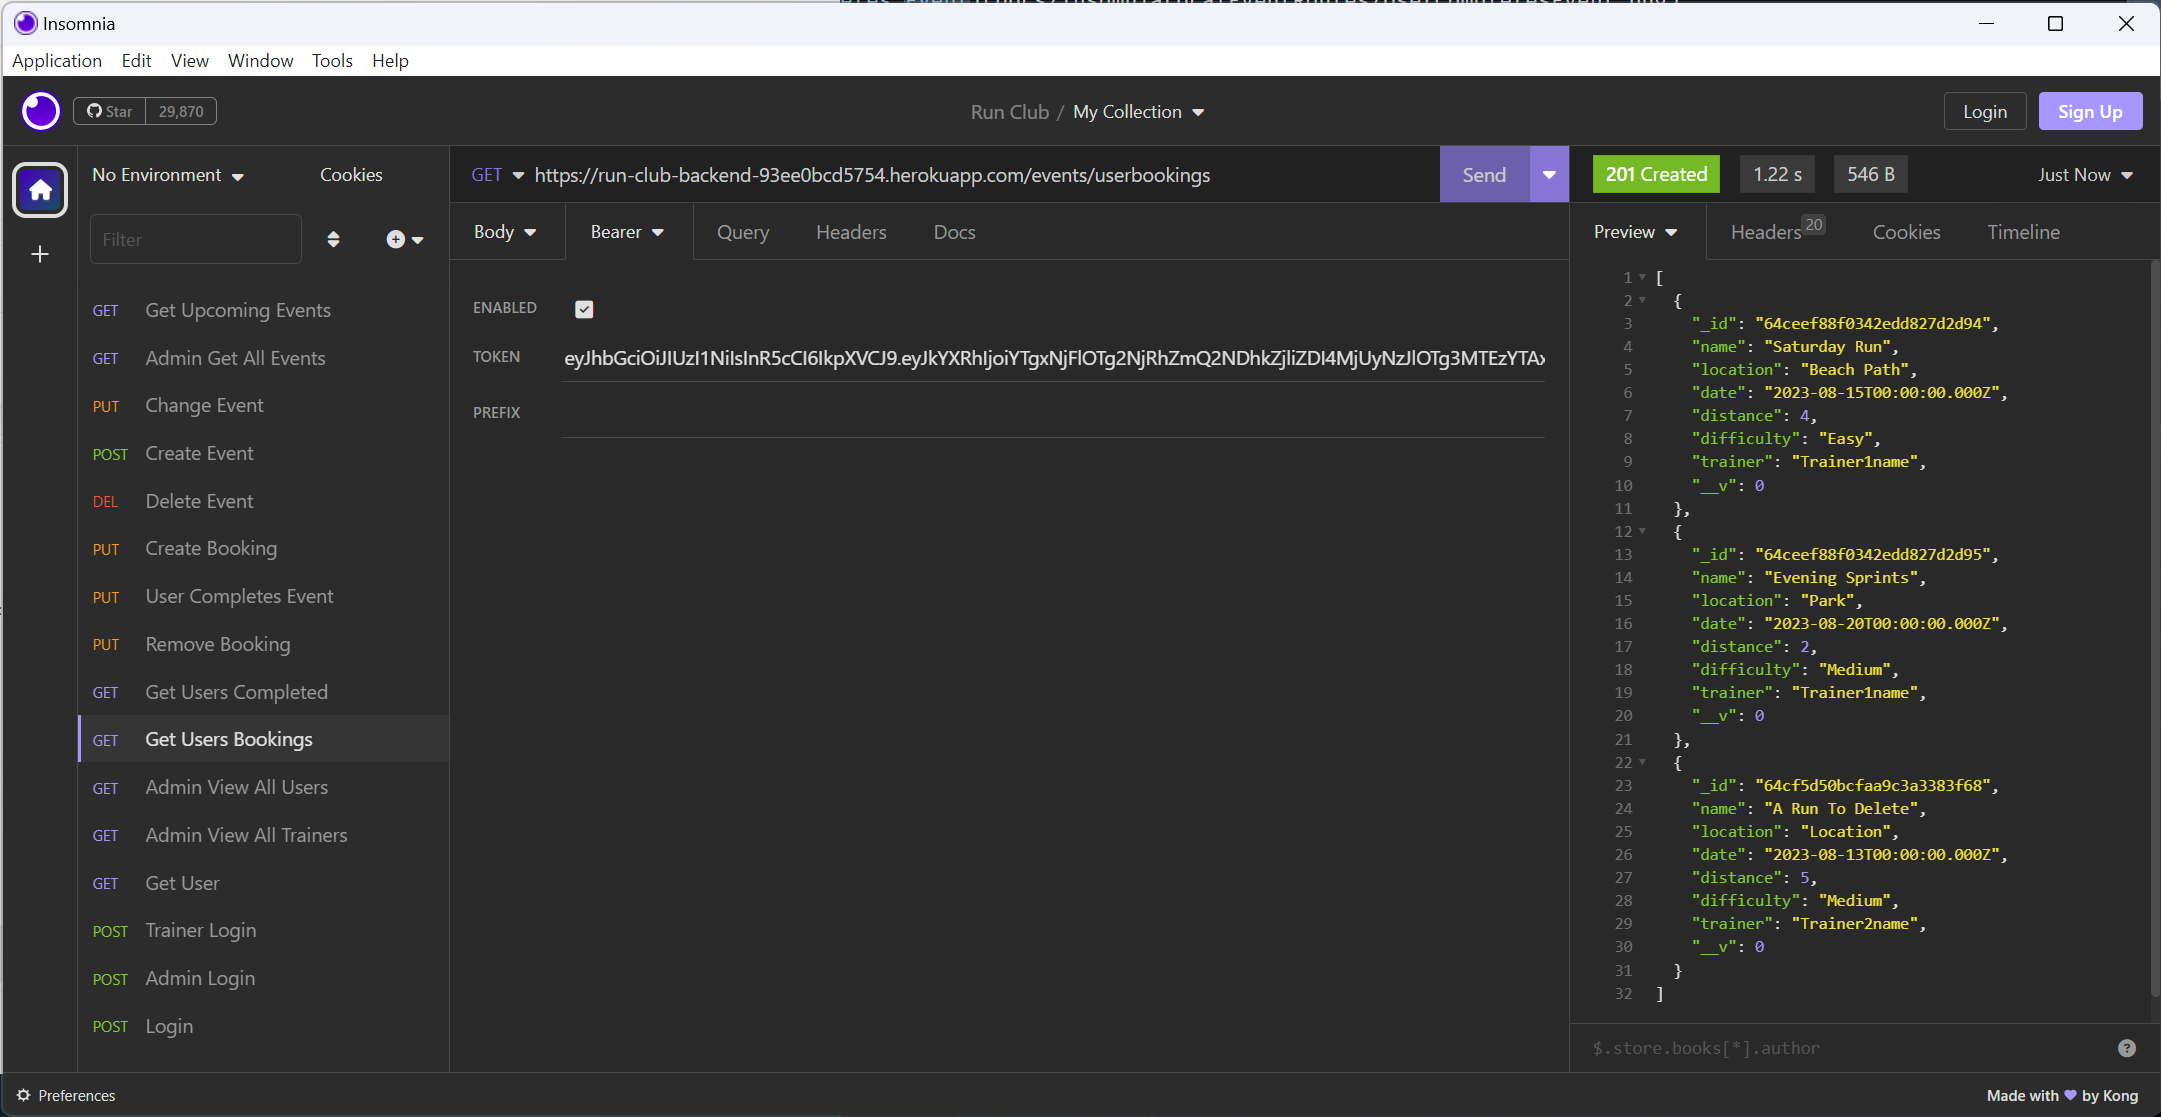 Insomnia
Application Edit View Window Tools Help
Star 29,870
Run Club / My Collection
Login Sign Up
No Environment Cookies
Filter
GET Get Upcoming Events
GET Admin Get All Events
PUT Change Event
POST Create Event
DEL Delete Event
PUT Create Booking
PUT User Completes Event
PUT Remove Booking
GET Get Users Completed
GET Get Users Bookings
GET Admin View All Users
GET Admin View All Trainers
GET Get User
POST Trainer Login
POST Admin Login
POST Login
GET https://run-club-backend-93ee0bcd5754.herokuapp.com/events/userbookings Send
Body Bearer Query Headers Docs
ENABLED
TOKEN eyJhbGciOiJIUzI1NiIsInR5cCI6IkpXVCJ9.eyJkYXRhIjoiYTgxNjFlOTg2NjRhZmQ2NDhkZjliZDI4MjUyNzJlOTg3MTEzYTAx
PREFIX
201 Created 1.22 s 546 B Just Now
Preview Headers 20 Cookies Timeline
1 [
2 {
3 "_id": "64ceef88f0342edd827d2d94",
4 "name": "Saturday Run",
5 "location": "Beach Path",
6 "date": "2023-08-15T00:00:00.000Z",
7 "distance": 4,
8 "difficulty": "Easy",
9 "trainer": "Trainer1name",
10 "__v": 0
11 },
12 {
13 "_id": "64ceef88f0342edd827d2d95",
14 "name": "Evening Sprints",
15 "location": "Park",
16 "date": "2023-08-20T00:00:00.000Z",
17 "distance": 2,
18 "difficulty": "Medium",
19 "trainer": "Trainer1name",
20 "__v": 0
21 },
22 {
23 "_id": "64cf5d50bcfaa9c3a3383f68",
24 "name": "A Run To Delete",
25 "location": "Location",
26 "date": "2023-08-13T00:00:00.000Z",
27 "distance": 5,
28 "difficulty": "Medium",
29 "trainer": "Trainer2name",
30 "__v": 0
31 }
32 ]
$.store.books[*].author
Preferences
Made with by Kong